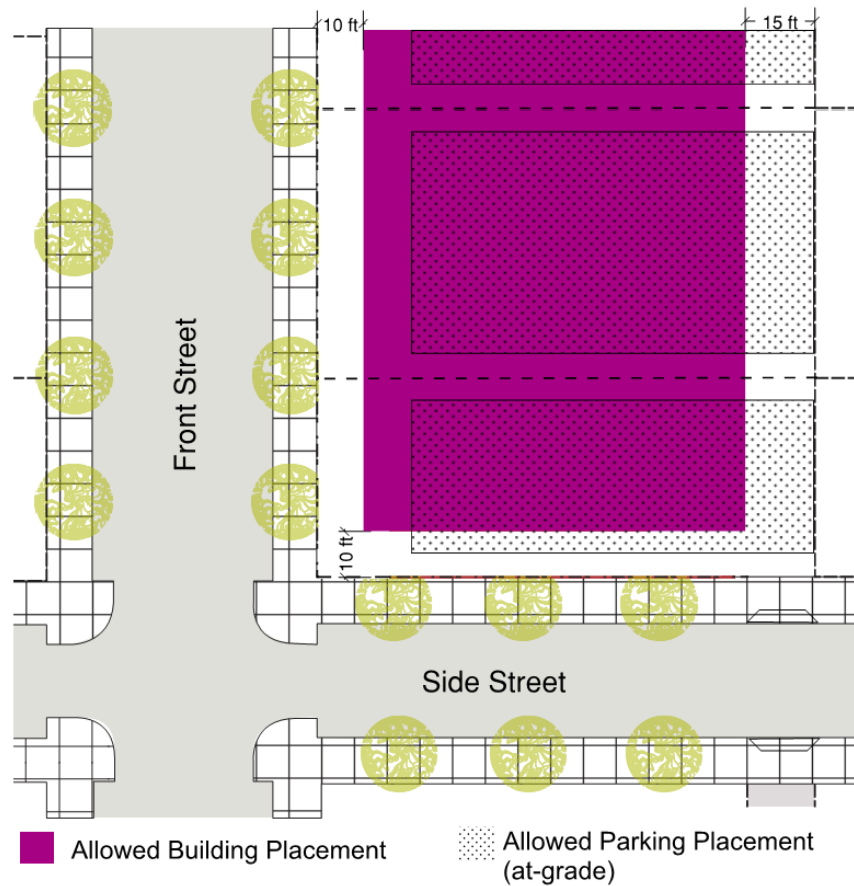 10 ft
15 ft
Front Street
10 ft
Side Street
Allowed Building Placement
Allowed Parking Placement
(at-grade)